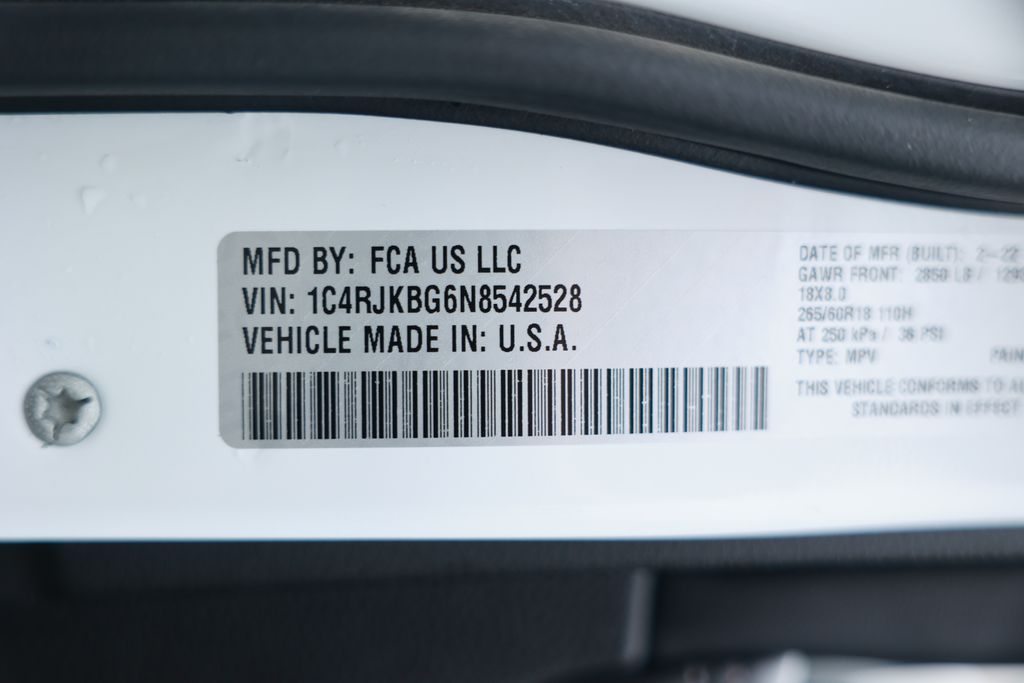 MFD BY: FCA US LLC
VIN: 1C4RJKBG6N8542528
VEHICLE MADE IN: U.S.A.
DATE OF MFR (BUILT): 2-22
GAWR FRONT: 2850 LB /
18X8.0
265/60R18 110H
AT 250 kPa / 36 PSI
TYPE: MPV
THIS VEHICLE CONFORMS TO
STANDARDS IN EFFECT